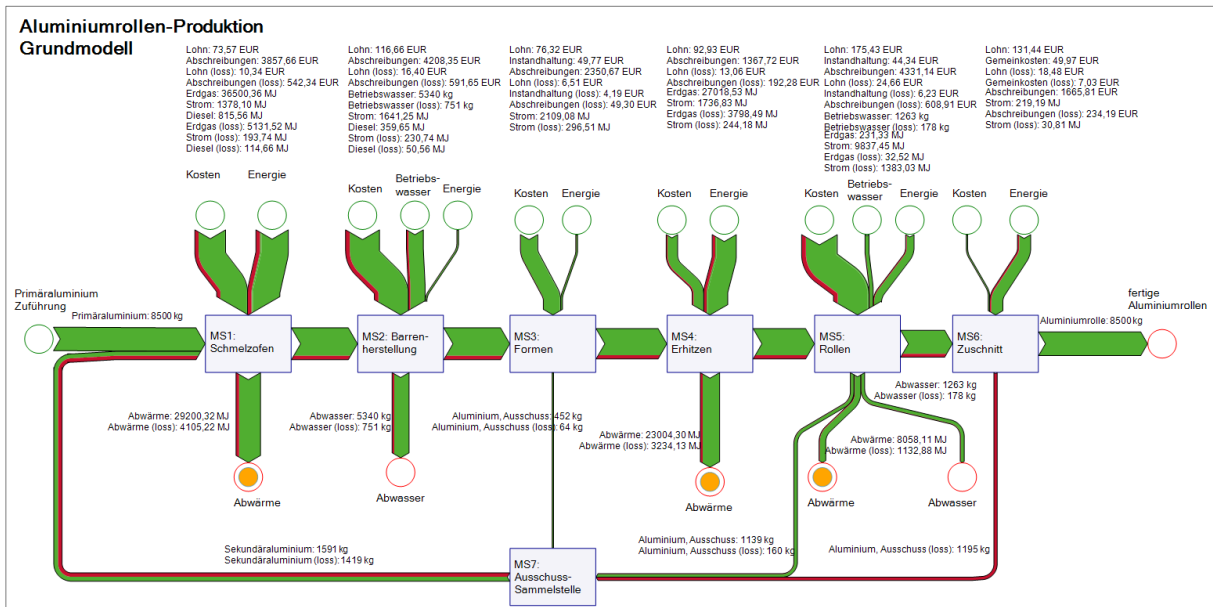 Aluminiumrollen-Produktion
Grundmodell
Lohn: 73,57 EUR
Abschreibungen: 3857,66 EUR
Lohn (loss): 10,34 EUR
Abschreibungen (loss): 542,34 EUR
Erdgas: 36500,36 MJ
Strom: 1378,10 MJ
Diesel: 815,56 MJ
Erdgas (loss): 5131,52 MJ
Strom (loss): 193,74 MJ
Diesel (loss): 114,66 MJ
Lohn: 116,66 EUR
Abschreibungen: 4208,35 EUR
Lohn (loss): 16,40 EUR
Abschreibungen (loss): 591,65 EUR
Betriebswasser: 5340 kg
Betriebswasser (loss): 751 kg
Strom: 1641,25 MJ
Diesel: 359,65 MJ
Strom (loss): 230,74 MJ
Diesel (loss): 50,56 MJ
Lohn: 76,32 EUR
Instandhaltung: 49,77 EUR
Abschreibungen: 2350,67 EUR
Lohn (loss): 6,51 EUR
Instandhaltung (loss): 4,19 EUR
Abschreibungen (loss): 49,30 EUR
Strom: 2109,08 MJ
Strom (loss): 296,51 MJ
Lohn: 92,93 EUR
Abschreibungen: 1367,72 EUR
Lohn (loss): 13,06 EUR
Abschreibungen (loss): 192,28 EUR
Erdgas: 27018,53 MJ
Strom: 1736,83 MJ
Erdgas (loss): 3798,49 MJ
Strom (loss): 244,18 MJ
Lohn: 175,43 EUR
Instandhaltung: 44,34 EUR
Abschreibungen: 4331,14 EUR
Lohn (loss): 24,66 EUR
Instandhaltung (loss): 6,23 EUR
Abschreibungen (loss): 608,91 EUR
Betriebswasser: 1263 kg
Betriebswasser (loss): 178 kg
Erdgas: 231,33 MJ
Strom: 9837,45 MJ
Erdgas (loss): 32,52 MJ
Strom (loss): 1383,03 MJ
Lohn: 131,44 EUR
Gemeinkosten: 49,97 EUR
Lohn (loss): 18,48 EUR
Gemeinkosten (loss): 7,03 EUR
Abschreibungen: 1665,81 EUR
Abschreibungen (loss): 234,19 EUR
Strom: 219,19 MJ
Strom (loss): 30,81 MJ
Kosten
Energie
Kosten
Betriebs-
wasser
Energie
Kosten
Energie
Kosten
Energie
Kosten
Betriebs-
wasser
Energie
Kosten
Energie
Primäraluminium
Zuführung
Primäraluminium: 8500 kg
MS1:
Schmelzofen
MS2: Barren-
herstellung
MS3:
Formen
MS4:
Erhitzen
MS5:
Rollen
MS6:
Zuschnitt
Aluminiumrolle: 8500 kg
fertige
Aluminiumrollen
Abwärme: 29200,32 MJ
Abwärme (loss): 4105,22 MJ
Abwärme
Abwasser: 5340 kg
Abwasser (loss): 751 kg
Abwasser
Aluminium, Ausschuss: 452 kg
Aluminium, Ausschuss (loss): 64 kg
Abwärme: 23004,30 MJ
Abwärme (loss): 3234,13 MJ
Abwärme
Abwasser: 1263 kg
Abwasser (loss): 178 kg
Abwärme: 8058,11 MJ
Abwärme (loss): 1132,88 MJ
Abwärme
Abwasser
Sekundäraluminium: 1591 kg
Sekundäraluminium (loss): 1419 kg
MS7:
Ausschuss-
Sammelstelle
Aluminium, Ausschuss: 1139 kg
Aluminium, Ausschuss (loss): 160 kg
Aluminium, Ausschuss (loss): 1195 kg